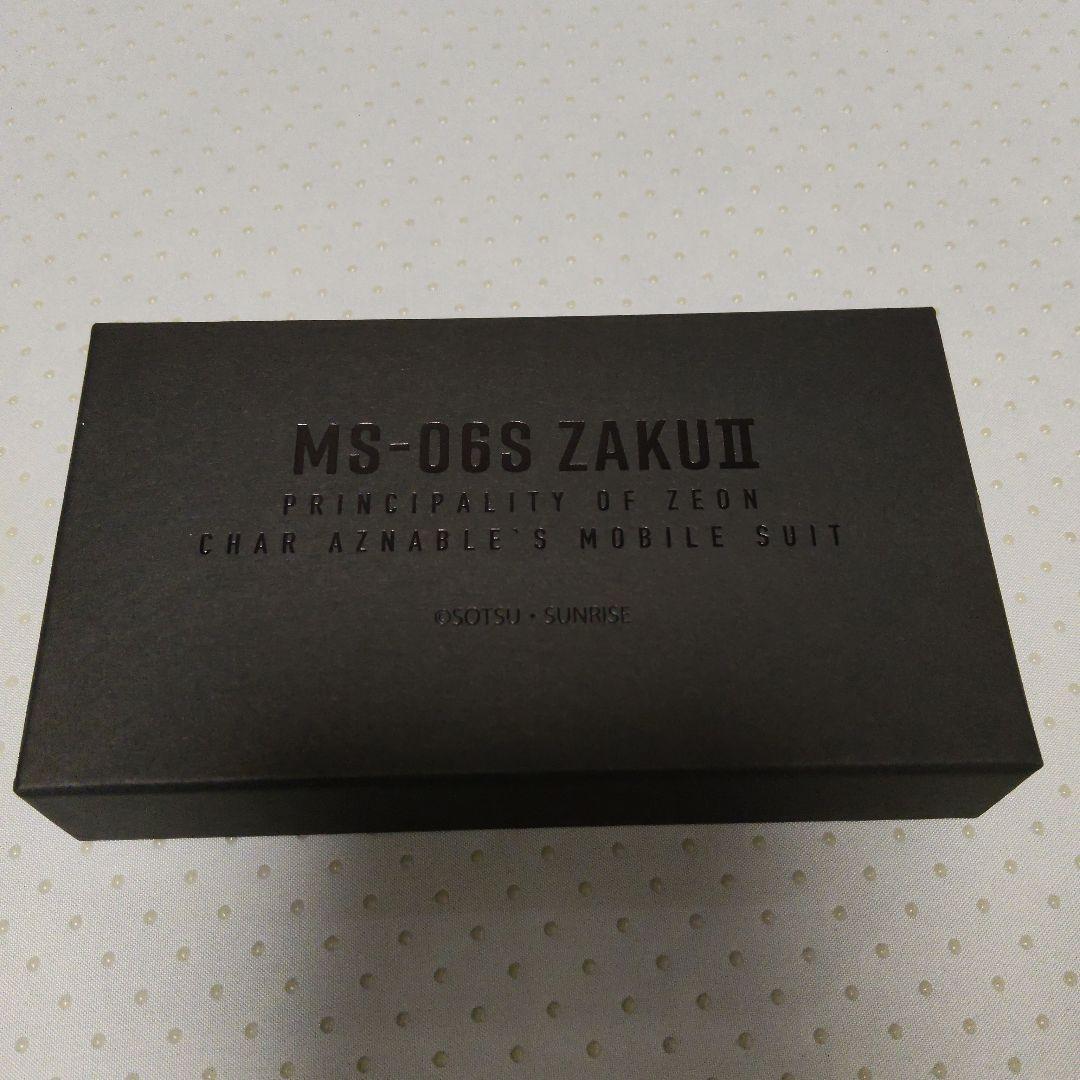 MS-06S ZAKUⅡ
PRINCIPALITY OF ZEON
CHAR AZNABLE`S MOBILE SUIT
©SOTSU・SUNRISE